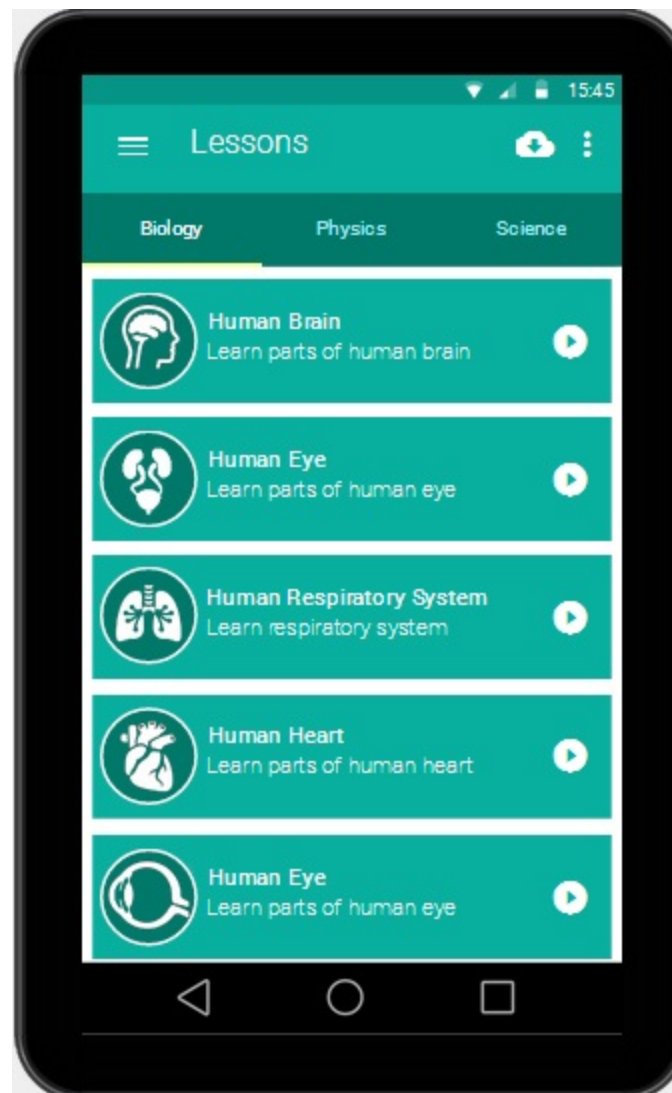 15:45
Lessons
Biology Physics Science
Human Brain
Learn parts of human brain
Human Eye
Learn parts of human eye
Human Respiratory System
Learn respiratory system
Human Heart
Learn parts of human heart
Human Eye
Learn parts of human eye